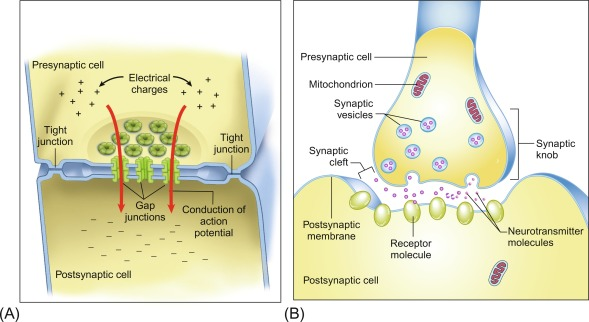 Presynaptic cell
Electrical
charges
Tight
junction
Tight
junction
Gap
junctions
Conduction of
action
potential
Postsynaptic cell
(A)
Presynaptic cell
Mitochondrion
Synaptic
vesicles
Synaptic
cleft
Synaptic
knob
Postsynaptic
membrane
Receptor
molecule
Neurotransmitter
molecules
Postsynaptic cell
(B)